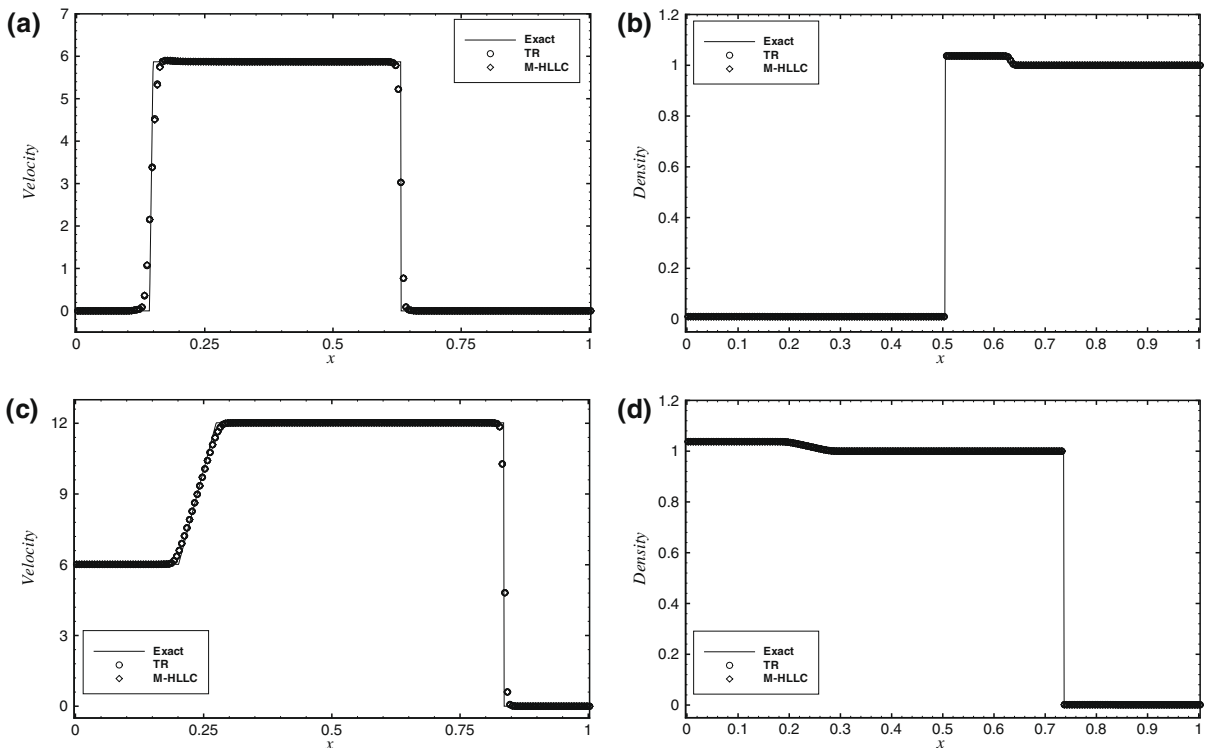 (a)
7
6
5
4
3
2
1
0
Velocity
0
0.25
0.5
0.75
1
x
Exact
TR
M-HLLC
(b)
1.2
1
0.8
0.6
0.4
0.2
0
Density
0
0.1
0.2
0.3
0.4
0.5
0.6
0.7
0.8
0.9
1
x
Exact
TR
M-HLLC
(c)
12
9
6
3
0
Velocity
0
0.25
0.5
0.75
1
x
Exact
TR
M-HLLC
(d)
1.2
1
0.8
0.6
0.4
0.2
0
Density
0
0.1
0.2
0.3
0.4
0.5
0.6
0.7
0.8
0.9
1
x
Exact
TR
M-HLLC